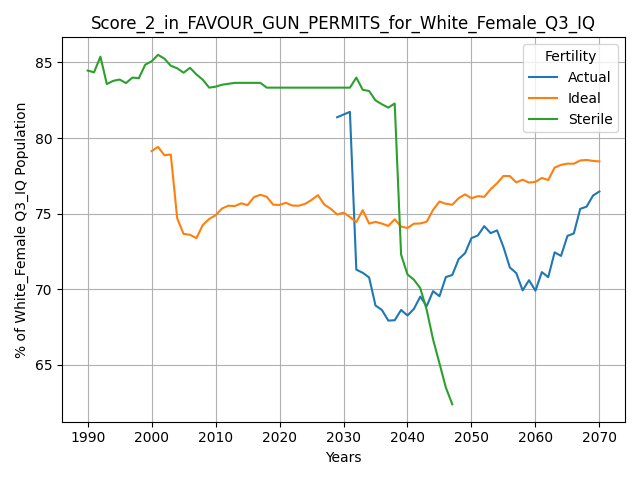 Score_2_in_FAVOUR_GUN_PERMITS_for_White_Female_Q3_IQ
% of White_Female Q3_IQ Population
85
80
75
70
65
Fertility
Actual
Ideal
Sterile
1990 2000 2010 2020 2030 2040 2050 2060 2070
Years